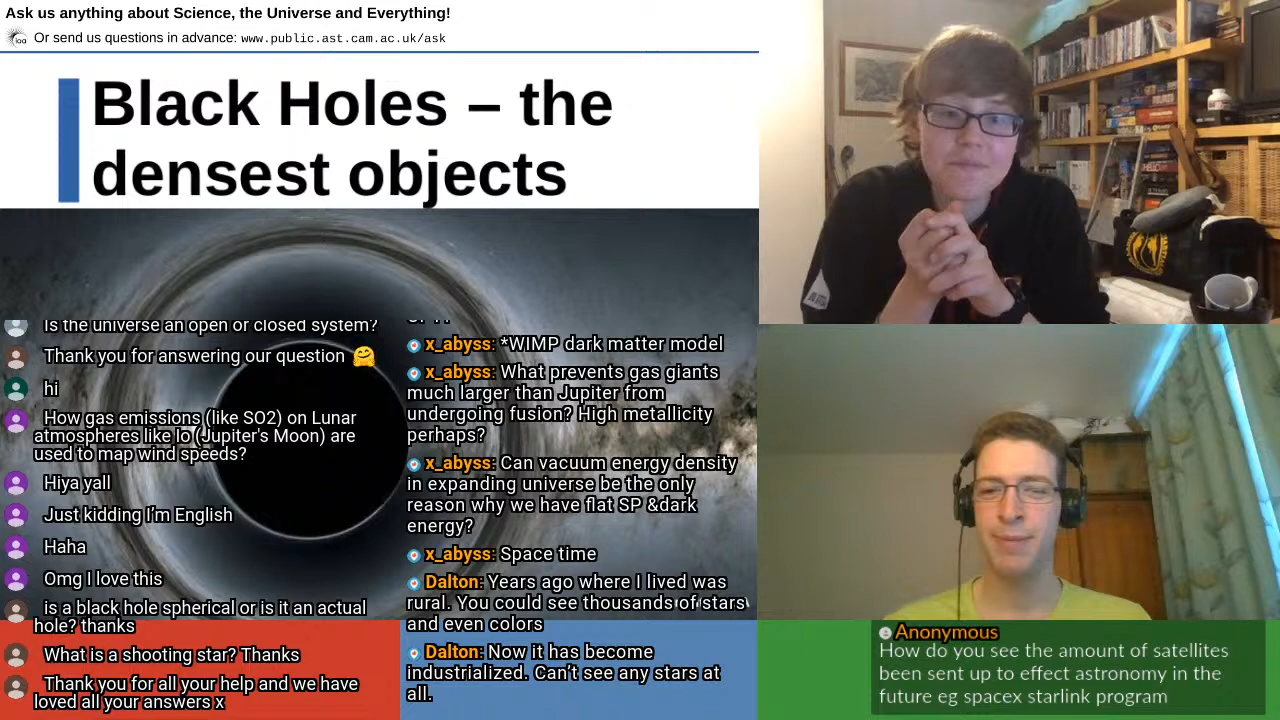 Ask us anything about Science, the Universe and Everything!
Or send us questions in advance: www.public.ast.cam.ac.uk/ask
Black Holes – the
densest objects
Is the universe an open or closed system?
Thank you for answering our question 🤗
hi
How gas emissions (like SO2) on Lunar
atmospheres like Io (Jupiter's Moon) are
used to map wind speeds?
Hiya yall
Just kidding I'm English
Haha
Omg I love this
is a black hole spherical or is it an actual
hole? thanks
What is a shooting star? Thanks
Thank you for all your help and we have
loved all your answers x
x_abyss: *WIMP dark matter model
x_abyss: What prevents gas giants
much larger than Jupiter from
undergoing fusion? High metallicity
perhaps?
x_abyss: Can vacuum energy density
in expanding universe be the only
reason why we have flat SP &dark
energy?
x_abyss: Space time
Dalton: Years ago where I lived was
rural. You could see thousands of stars
and even colors
Dalton: Now it has become
industrialized. Can't see any stars at
all.
Anonymous
How do you see the amount of satellites
been sent up to effect astronomy in the
future eg spacex starlink program